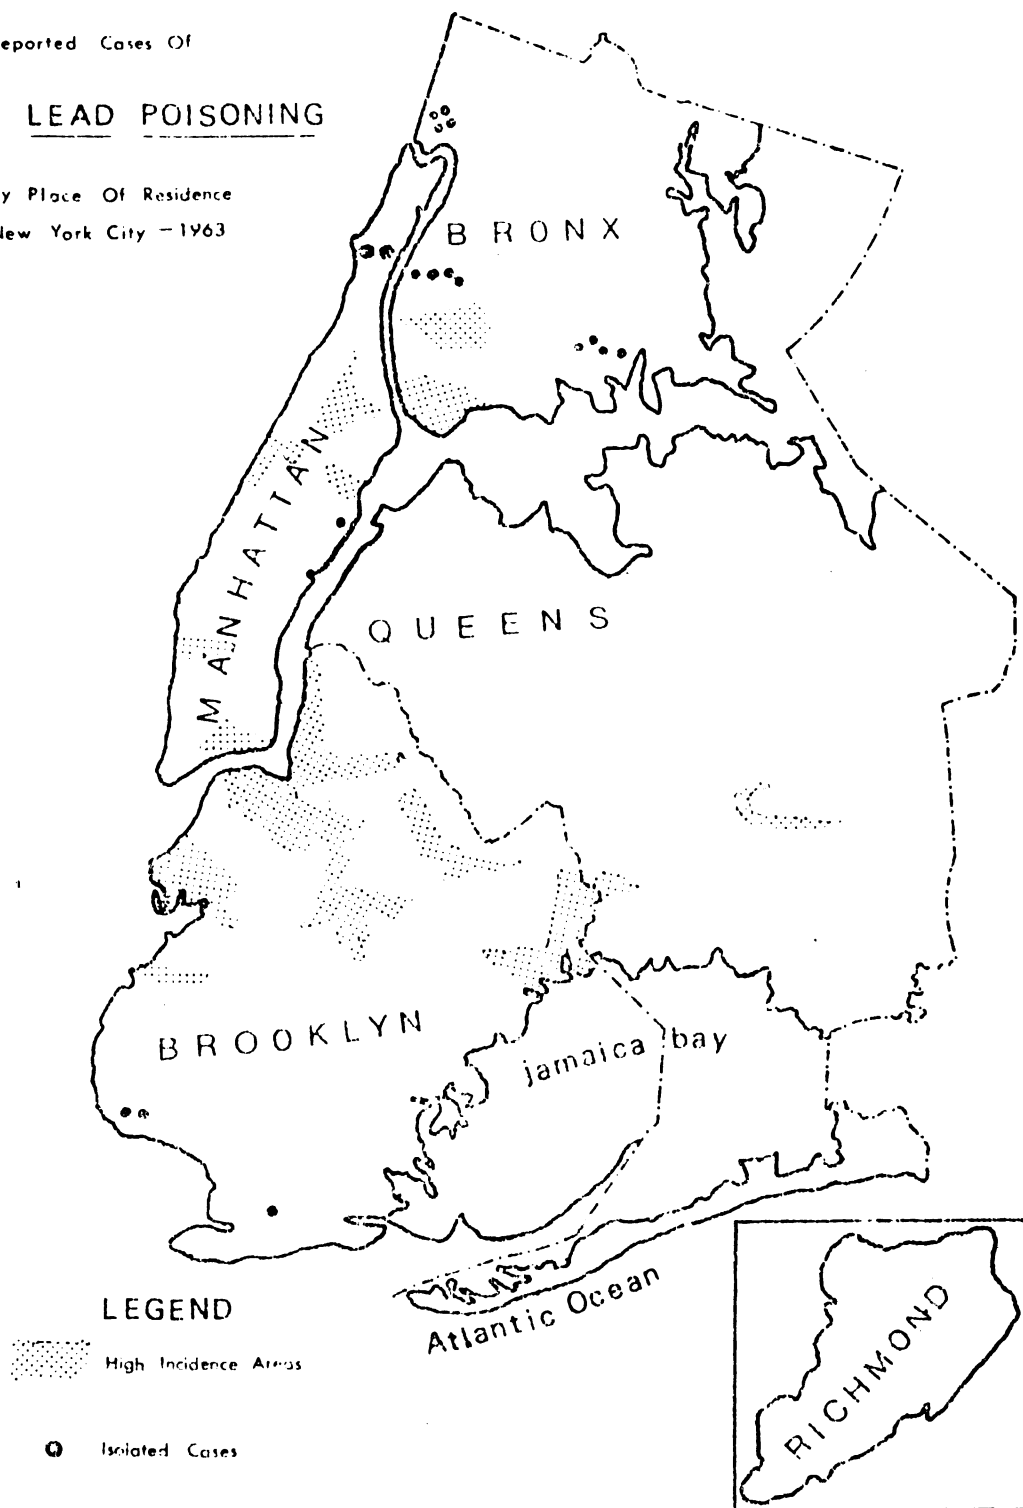 eported Cases Of
LEAD POISONING
y Place Of Residence
New York City - 1963
BRONX
MANHATTAN
QUEENS
BROOKLYN
jamaica bay
Atlantic Ocean
RICHMOND
LEGEND
High Incidence Areas
Isolated Cases